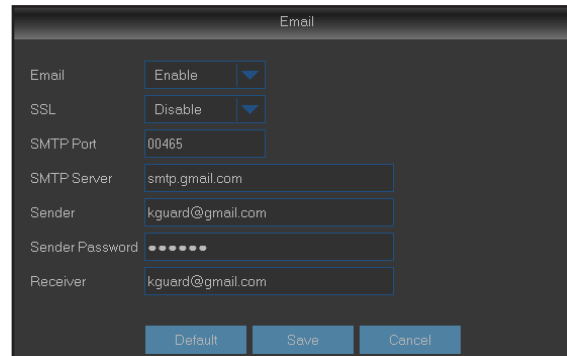 Email
Email Enable
SSL Disable
SMTP Port 00465
SMTP Server smtp.gmail.com
Sender kguard@gmail.com
Sender Password ●●●●●●
Receiver kguard@gmail.com
Default Save Cancel